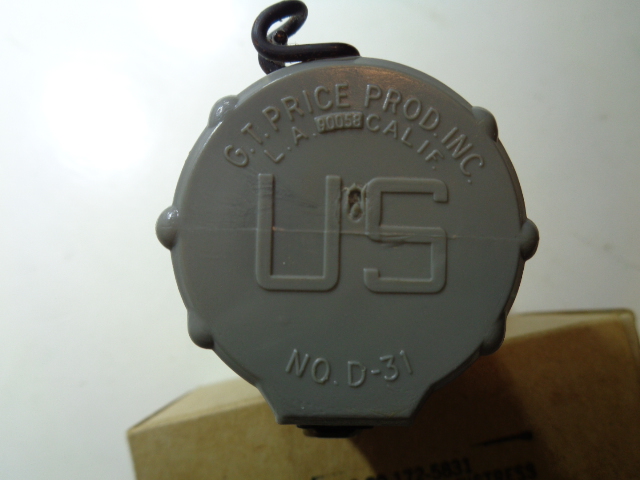 G.T. PRICE PROD. INC.
L.A. 90058 CALIF.
US
NO. D-31